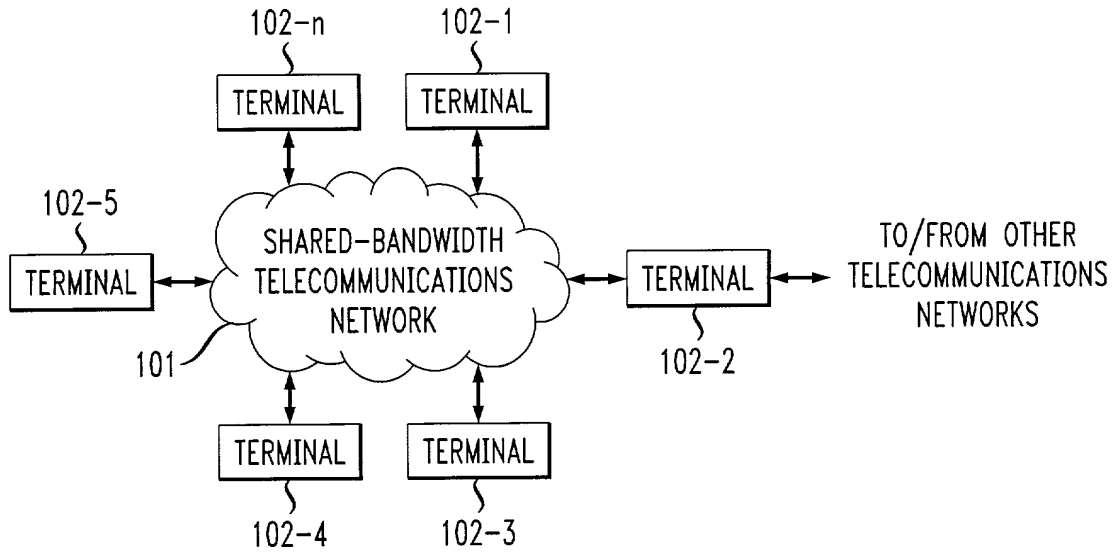 102-n
102-1
TERMINAL
TERMINAL
102-5
TERMINAL
SHARED-BANDWIDTH
TELECOMMUNICATIONS
NETWORK
TERMINAL
TO/FROM OTHER
TELECOMMUNICATIONS
NETWORKS
101
102-2
TERMINAL
TERMINAL
102-4
102-3